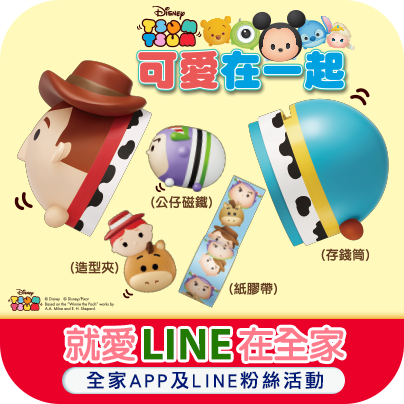 Disney
TSUM TSUM
可愛在一起
(公仔磁鐵)
(造型夾)
(紙膠帶)
(存錢筒)
Disney
TSUM TSUM
© Disney © Disney/Pixar
Based on the "Winnie the Pooh" works by
A.A. Milne and E. H. Shepard
就愛LINE在全家
全家APP及LINE粉絲活動